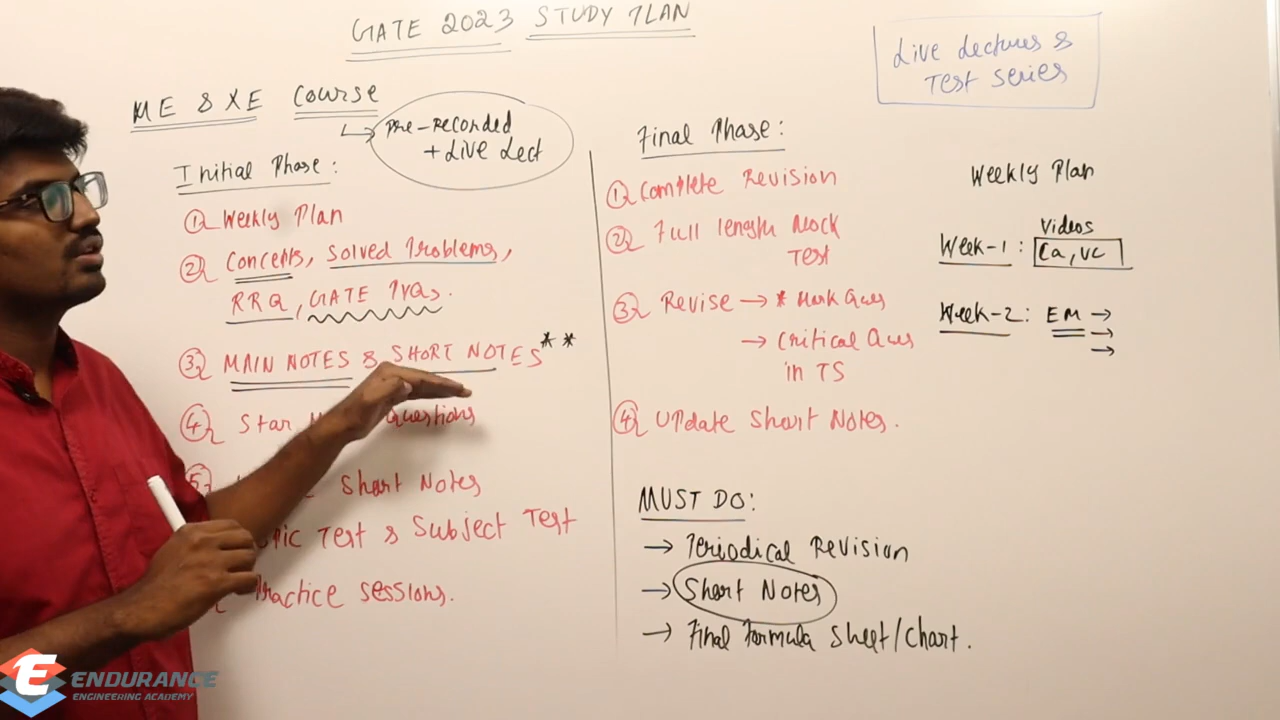 GATE 2023 STUDY PLAN
Live Lectures &
Test Series
ME & XE Course
Pre-recorded
+ Live Lect
Initial Phase:
① Weekly Plan
② Concepts, Solved Problems,
RRQ, GATE PYQs.
③ MAIN NOTES & SHORT NOTES **
④ Star Questions
⑤ Short Notes
Test & Subject Test
Practice Sessions.
Final Phase:
① Complete Revision
② Full length Mock
Test
③ Revise → * Mark Ques
→ Critical Ques
in TS
④ Update Short Notes.
MUST DO:
→ Periodical Revision
→ Short Notes
→ Final Formula Sheet/Chart.
Weekly Plan
Videos
Week-1 : Ca, VC
Week-2 : EM →
→
→
E ENDURANCE
ENGINEERING ACADEMY